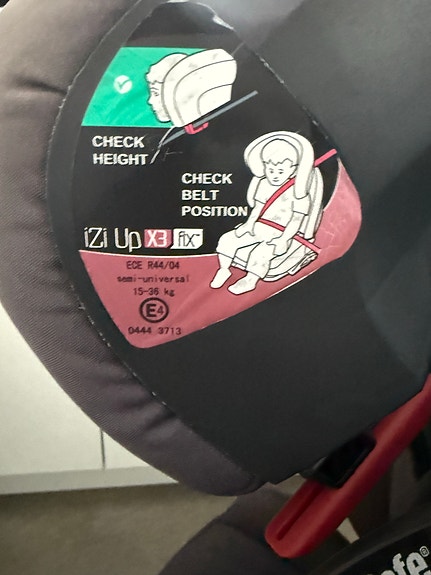 CHECK
HEIGHT
CHECK
BELT
POSITION
iZi Up X3 fix
ECE R44/04
semi-universal
15-36 kg
E4
0444 3713